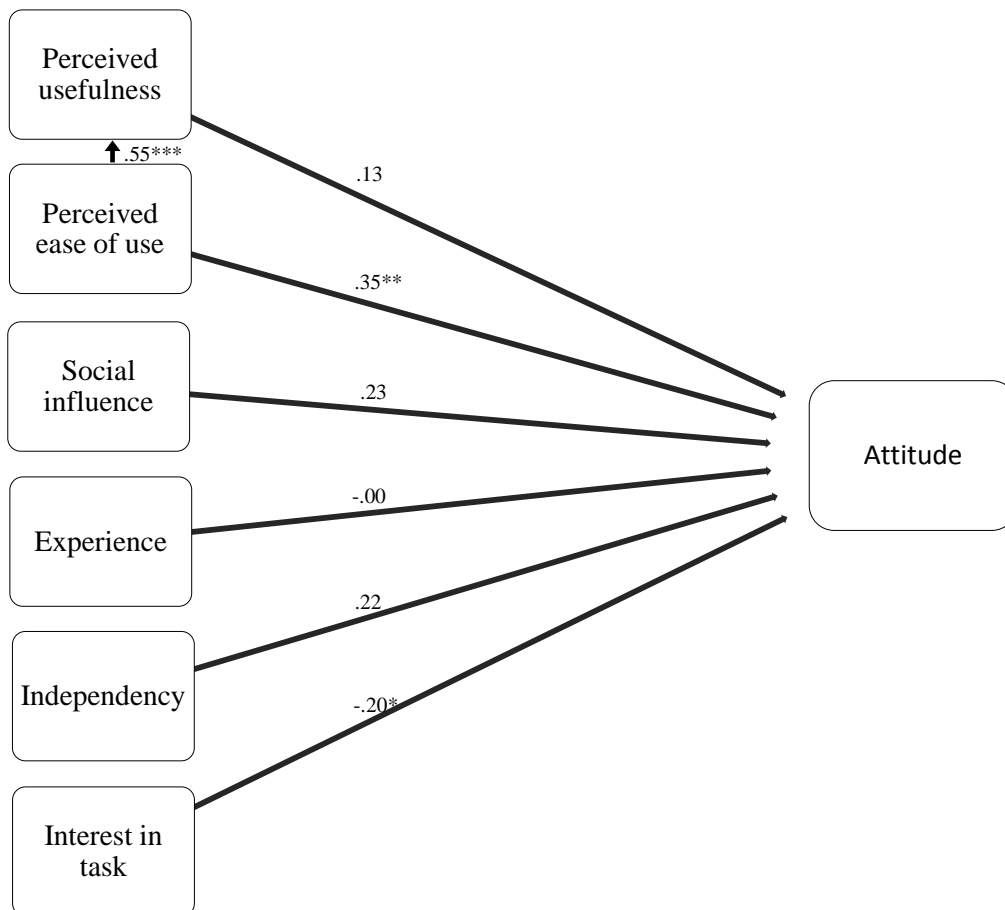 Perceived
usefulness
.55***
.13
Perceived
ease of use
.35**
Social
influence
.23
Attitude
Experience
-.00
Independency
.22
-.20*
Interest in
task